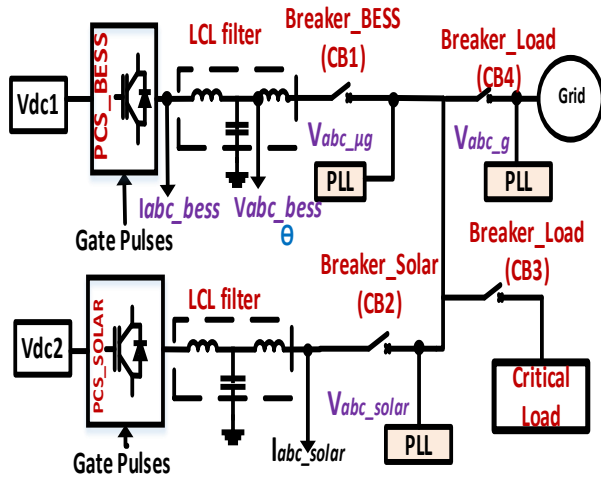 Breaker_BESS
(CB1)
LCL filter
Breaker_Load
(CB4)
Vdc1
PCS_BESS
Grid
Vabc_μg
Vabc_g
PLL
PLL
Iabc_bess
Vabc_bess
θ
Gate Pulses
Breaker_Load
(CB3)
Breaker_Solar
(CB2)
LCL filter
Vdc2
PCS_SOLAR
Critical
Load
Vabc_solar
PLL
Iabc_solar
Gate Pulses